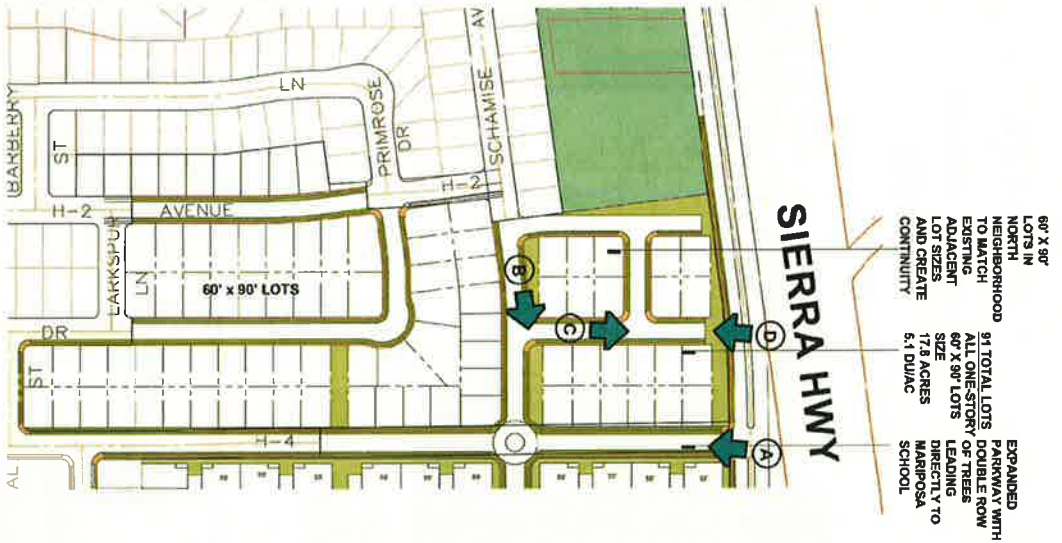 60' X 90'
LOTS IN
NORTH
NEIGHBORHOOD
TO MATCH
EXISTING
ADJACENT
LOT SIZES
AND CREATE
CONTINUITY
91 TOTAL LOTS
ALL ONE-STORY
60' X 90' LOTS
SIZE
17.8 ACRES
5.1 DU/AC
EXPANDED
PARKWAY WITH
DOUBLE ROW
OF TREES
LEADING
DIRECTLY TO
MARIPOSA
SCHOOL
SIERRA HWY
A
B
C
D
SCHAMISE AV
PRIMROSE
DR
LN
BARBERRY
ST
H-2
H-2
AVENUE
LARKSPUR
LN
60' x 90' LOTS
DR
ST
H-4
AL